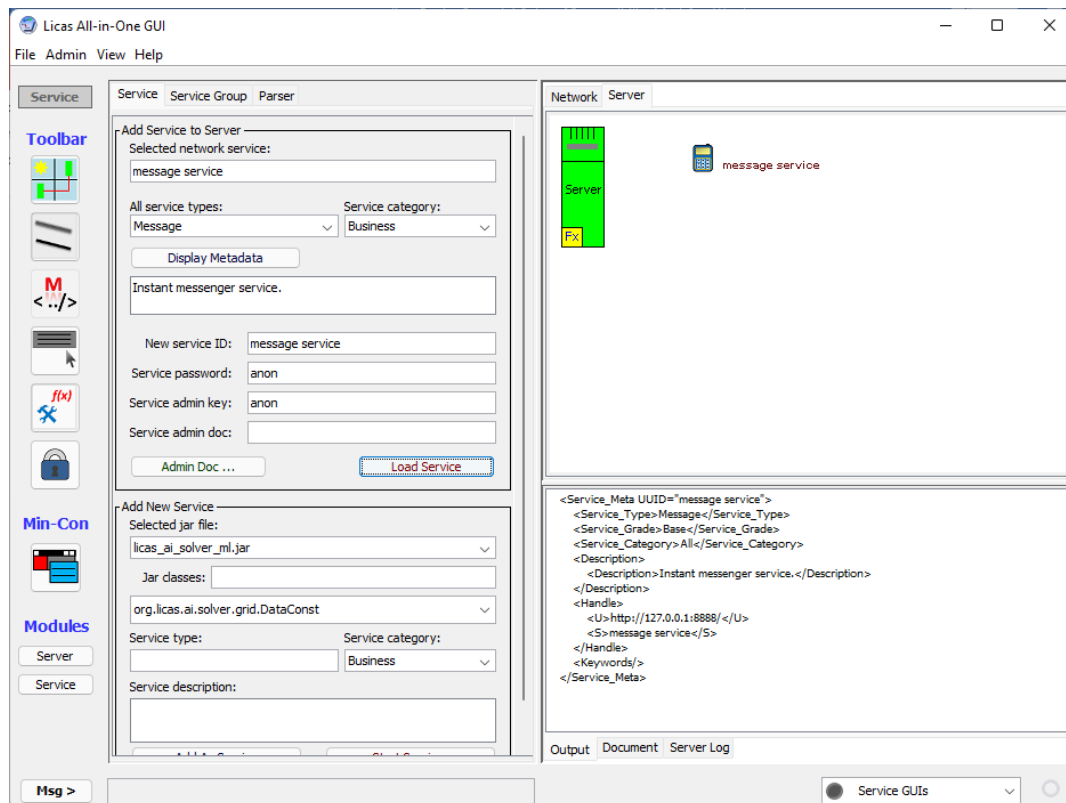 Licas All-in-One GUI
File Admin View Help
Service
Toolbar
M
<../>
f(x)
Min-Con
Modules
Server
Service
Msg >
Service Service Group Parser
Add Service to Server
Selected network service:
message service
All service types: Service category:
Message Business
Display Metadata
Instant messenger service.
New service ID: message service
Service password: anon
Service admin key: anon
Service admin doc:
Admin Doc ... Load Service
Add New Service
Selected jar file:
licas_ai_solver_ml.jar
Jar classes:
org.licas.ai.solver.grid.DataConst
Service type: Service category:
Business
Service description:
Network Server
Server
Fx
message service
<Service_Meta UUID="message service">
<Service_Type>Message</Service_Type>
<Service_Grade>Base</Service_Grade>
<Service_Category>All</Service_Category>
<Description>
<Description>Instant messenger service.</Description>
</Description>
<Handle>
<U>http://127.0.0.1:8888/</U>
<S>message service</S>
</Handle>
<Keywords/>
</Service_Meta>
Output Document Server Log
Service GUIs